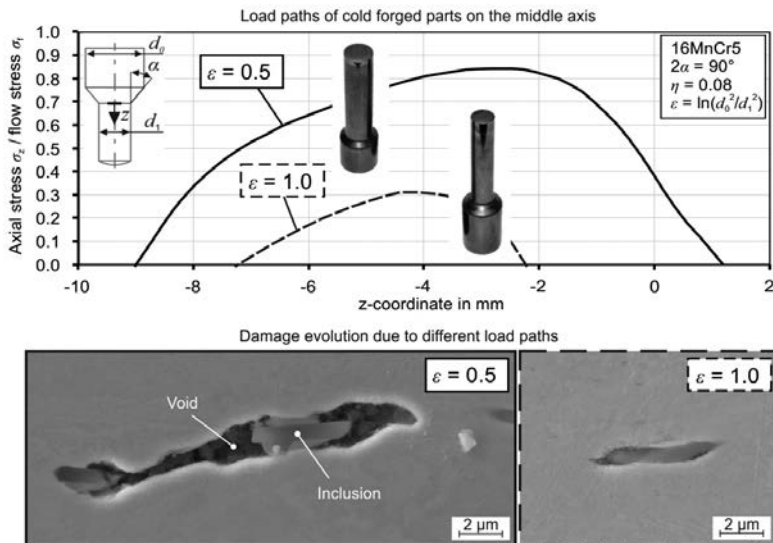 Load paths of cold forged parts on the middle axis
Axial stress σz / flow stress σf
1.0
0.9
0.8
0.7
0.6
0.5
0.4
0.3
0.2
0.1
0.0
d0
α
z
d1
ε = 0.5
ε = 1.0
16MnCr5
2α = 90°
η = 0.08
ε = ln(d0²/d1²)
-10
-8
-6
-4
-2
0
2
z-coordinate in mm
Damage evolution due to different load paths
ε = 0.5
Void
Inclusion
2 µm
ε = 1.0
2 µm